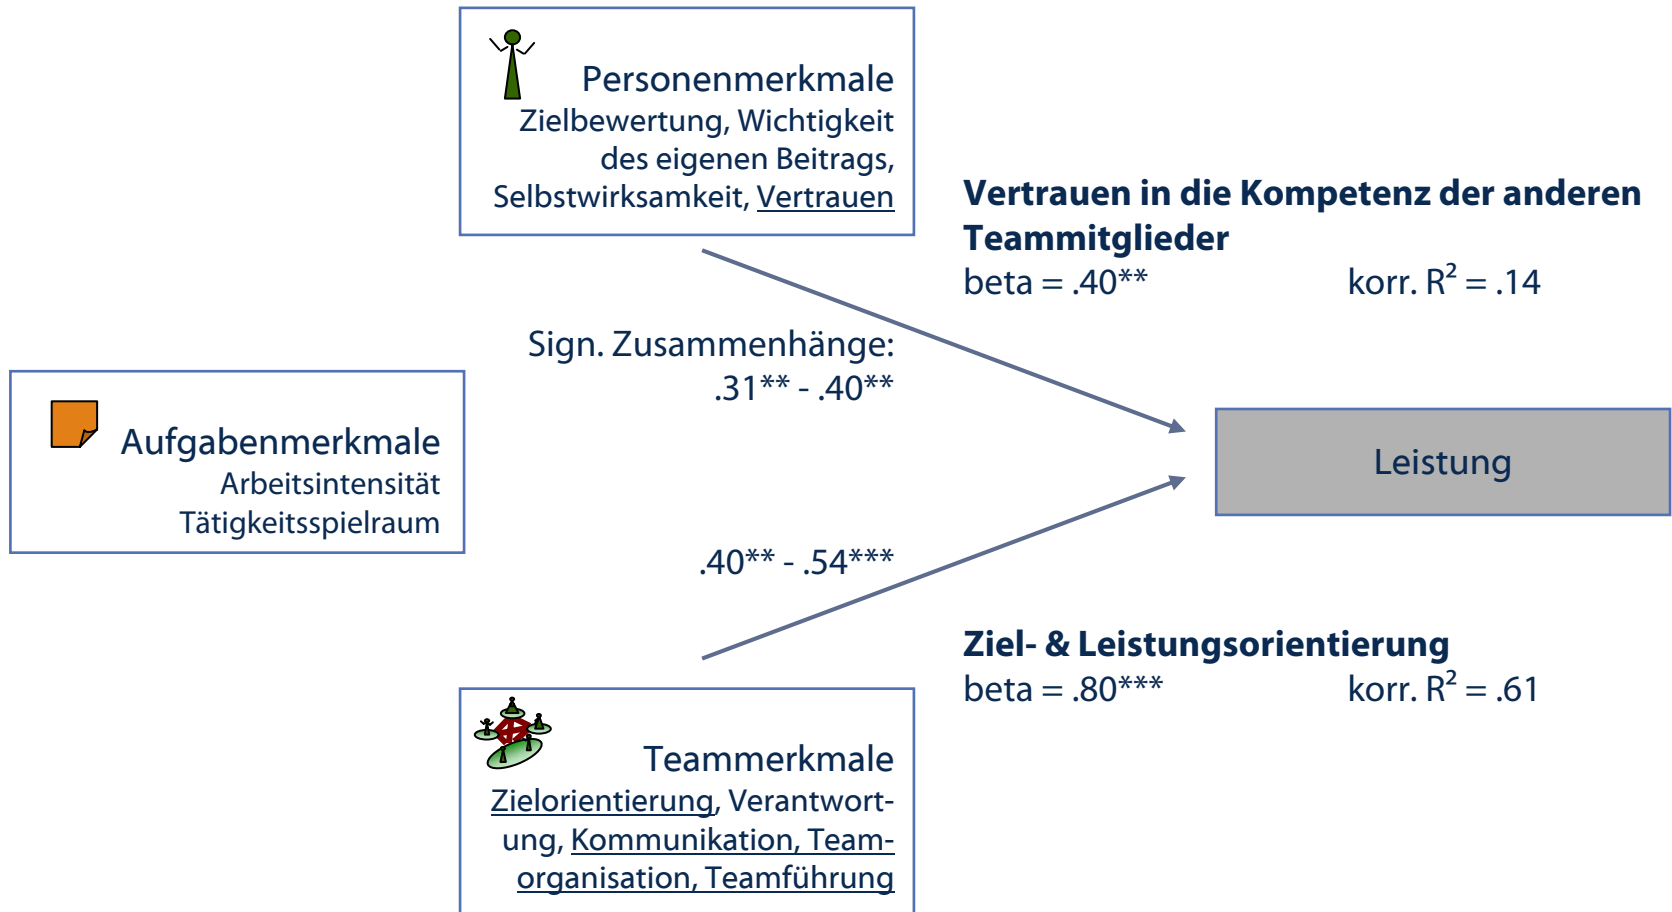 Personenmerkmale
Zielbewertung, Wichtigkeit
des eigenen Beitrags,
Selbstwirksamkeit, Vertrauen
Vertrauen in die Kompetenz der anderen
Teammitglieder
beta = .40** korr. R² = .14
Sign. Zusammenhänge:
.31** - .40**
Aufgabenmerkmale
Arbeitsintensität
Tätigkeitsspielraum
Leistung
.40** - .54***
Ziel- & Leistungsorientierung
beta = .80*** korr. R² = .61
Teammerkmale
Zielorientierung, Verantwort-
ung, Kommunikation, Team-
organisation, Teamführung